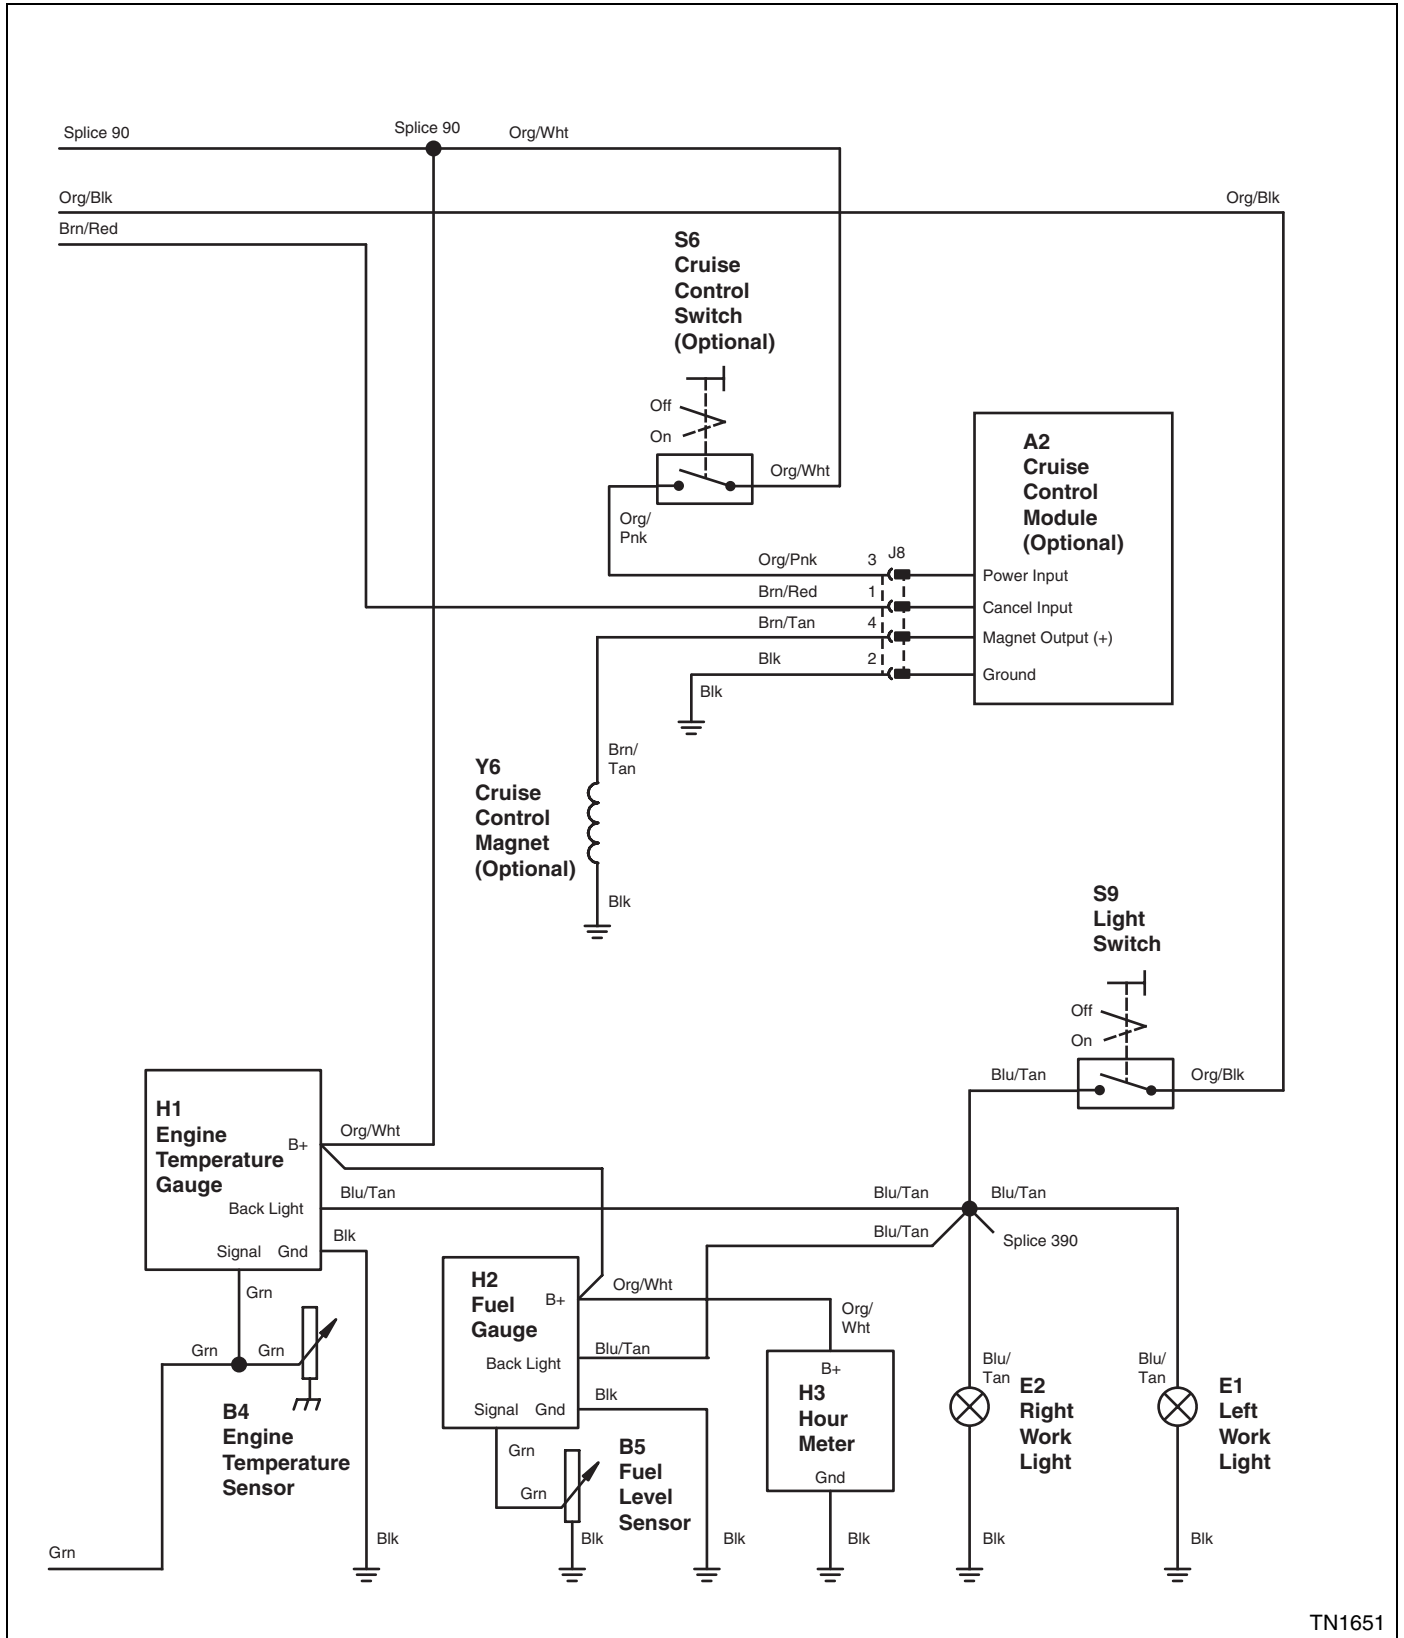 Splice 90
Splice 90
Org/Wht
Org/Blk
Org/Blk
Brn/Red
S6
Cruise
Control
Switch
(Optional)
Off
On
Org/Wht
Org/
Pnk
A2
Cruise
Control
Module
(Optional)
Org/Pnk
3
J8
Power Input
Brn/Red
1
Cancel Input
Brn/Tan
4
Magnet Output (+)
Blk
2
Ground
Blk
Brn/
Tan
Y6
Cruise
Control
Magnet
(Optional)
Blk
S9
Light
Switch
Off
On
Blu/Tan
Org/Blk
H1
Engine
Temperature
Gauge
B+
Org/Wht
Back Light
Blu/Tan
Blu/Tan
Blu/Tan
Signal
Gnd
Blk
Blu/Tan
Splice 390
Grn
Grn
Grn
B4
Engine
Temperature
Sensor
H2
Fuel
Gauge
B+
Org/Wht
Org/
Wht
Back Light
Blu/Tan
Signal
Gnd
Blk
Grn
Grn
B5
Fuel
Level
Sensor
B+
H3
Hour
Meter
Gnd
Blu/
Tan
E2
Right
Work
Light
Blu/
Tan
E1
Left
Work
Light
Grn
Blk
Blk
Blk
Blk
Blk
Blk
TN1651